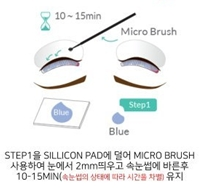 10 ~ 15min
Micro Brush
Blue
Step1
Blue
STEP1을 SILLICON PAD에 덜어 MICRO BRUSH
사용하여 눈에서 2mm띄우고 속눈썹에 바른후
10-15MIN(속눈썹의 상태에 따라 시간을 차별) 유지